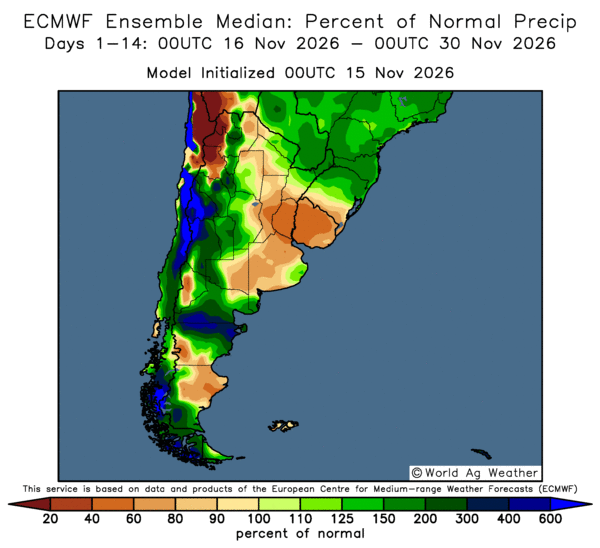 ECMWF Ensemble Median: Percent of Normal Precip
Days 1−14: 00UTC 16 Nov 2026 − 00UTC 30 Nov 2026
Model Initialized 00UTC 15 Nov 2026
©World Ag Weather
This service is based on data and products of the European Centre for Medium-range Weather Forecasts (ECMWF)
20 40 60 80 90 100 110 125 150 200 300 400 600
percent of normal